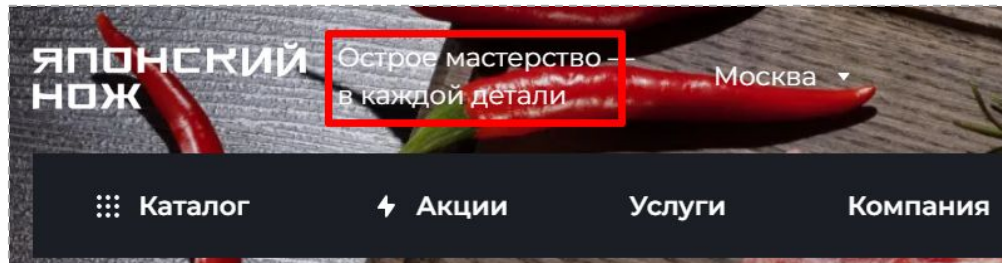 ЯПОНСКИЙ
НОЖ
Острое мастерство —
в каждой детали
Москва
Каталог
Акции
Услуги
Компания